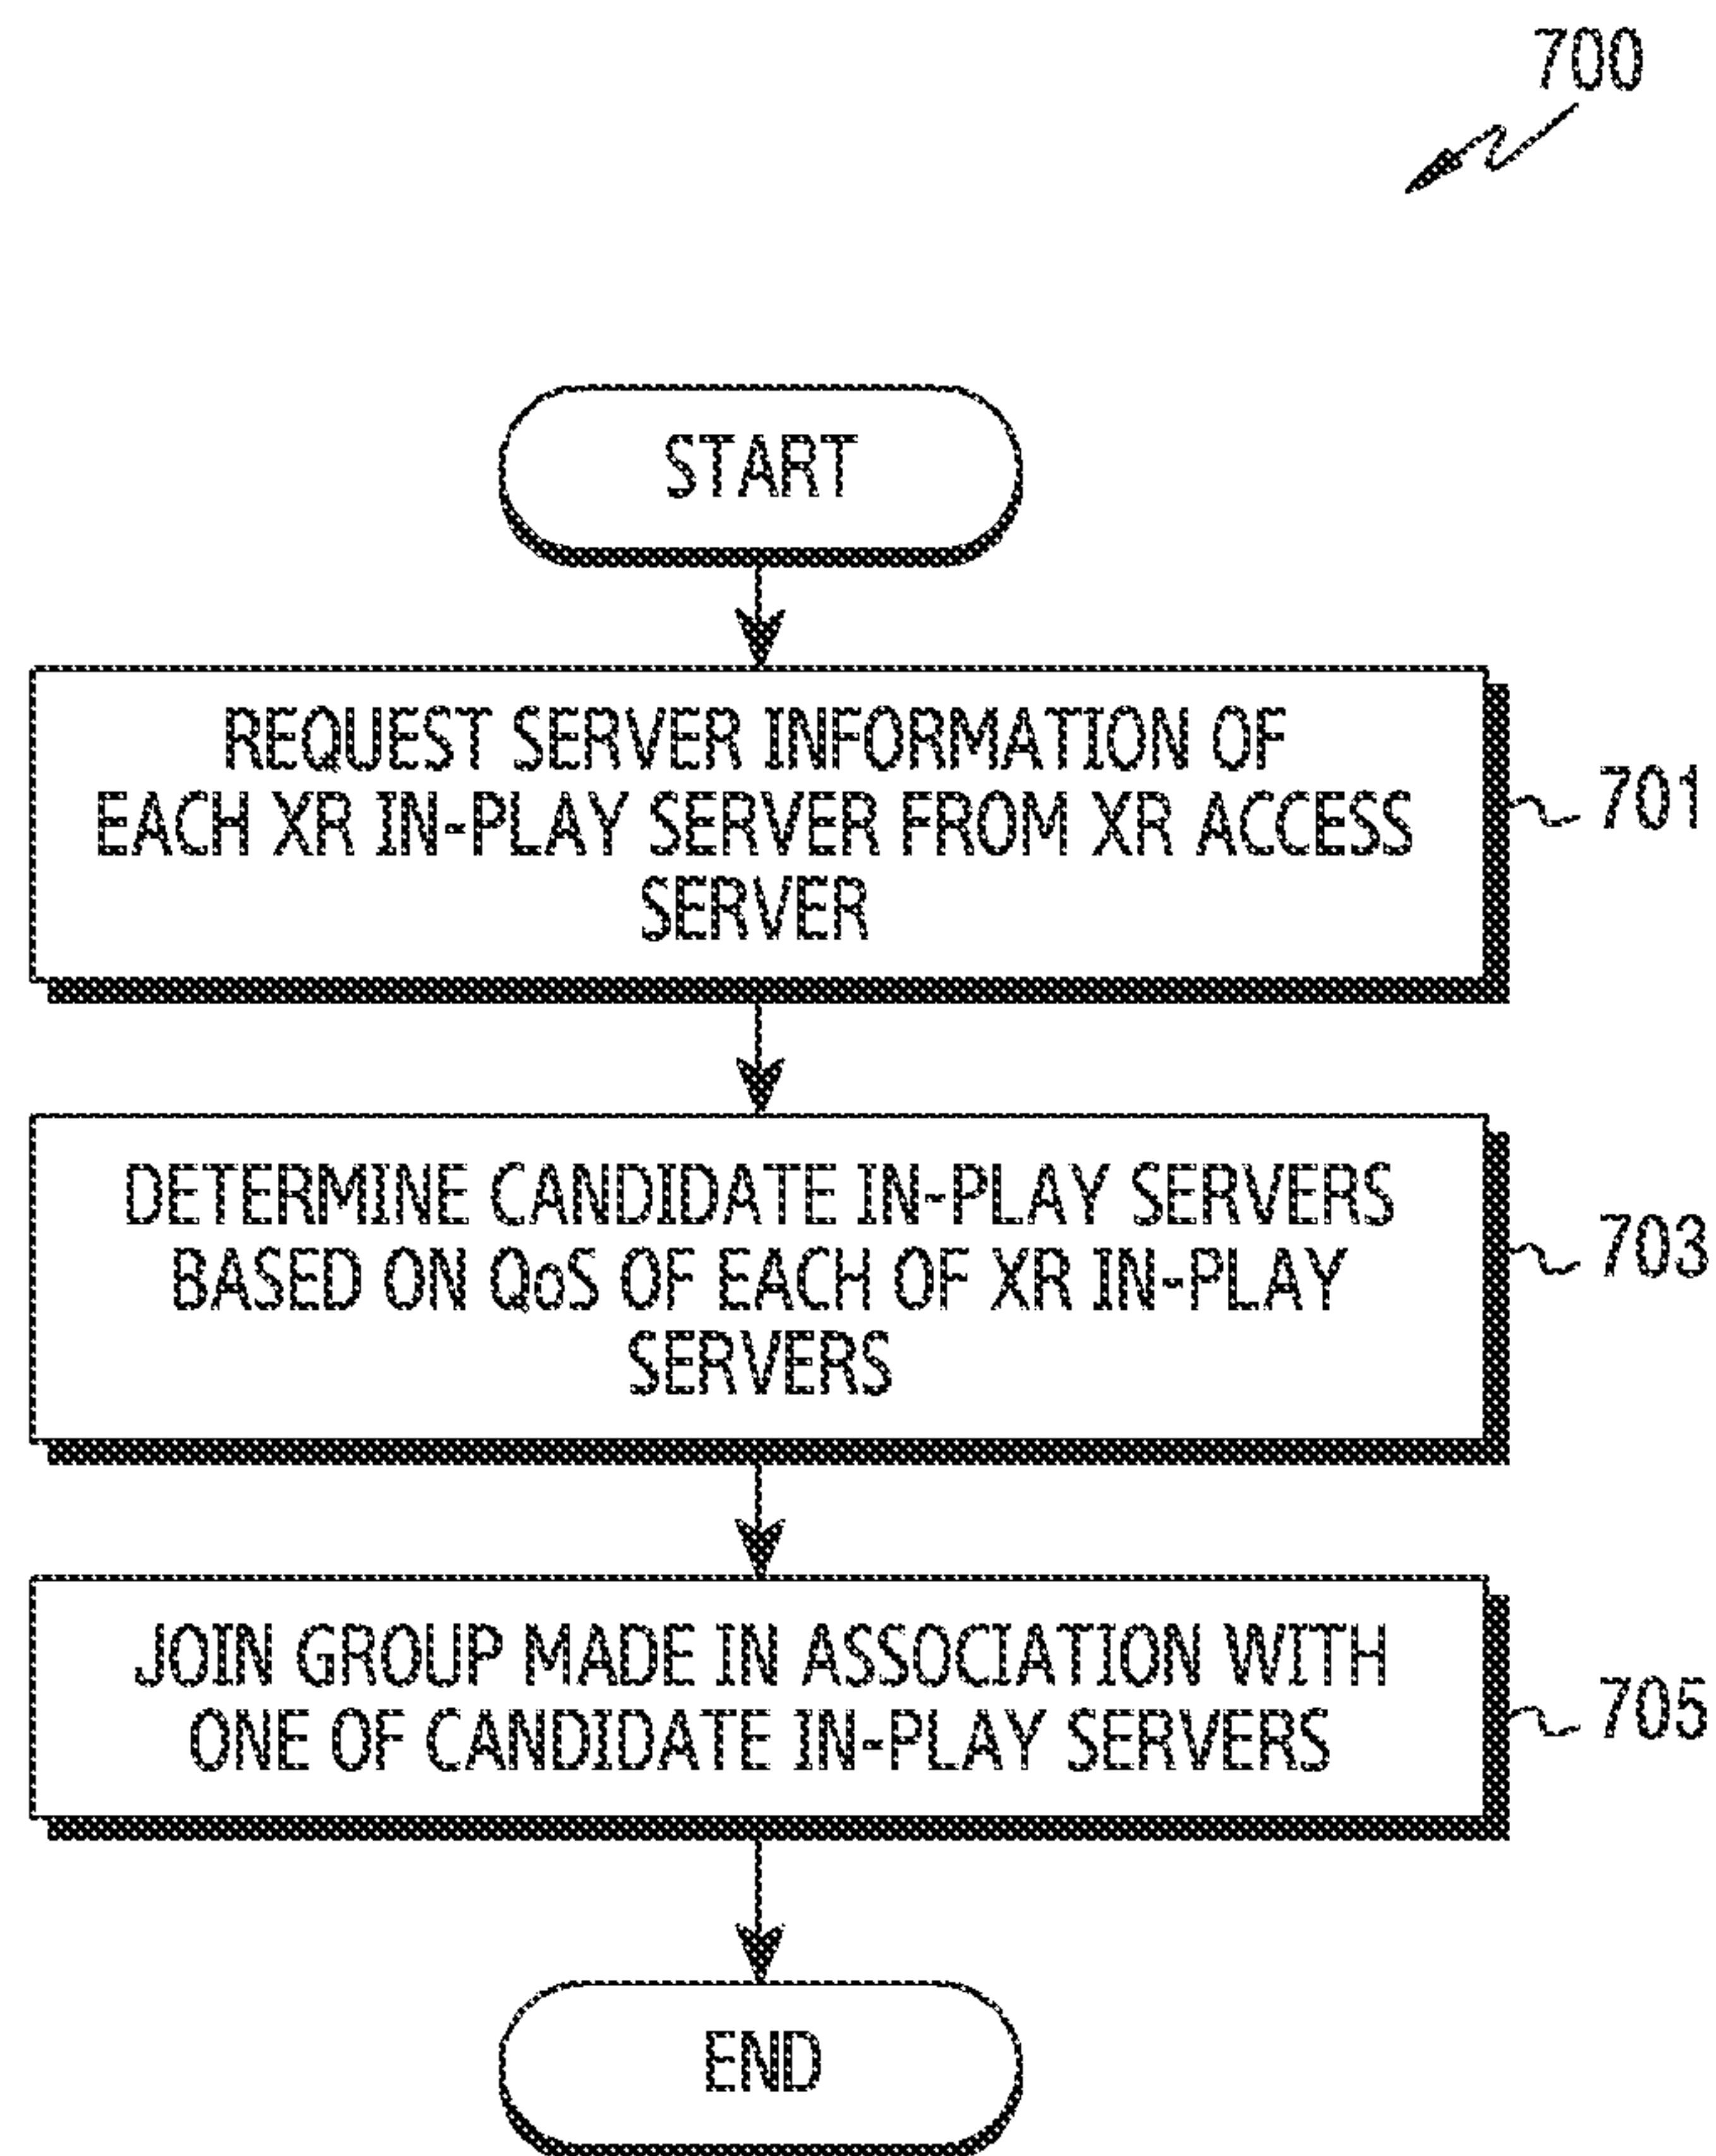 700
START
REQUEST SERVER INFORMATION OF
EACH XR IN-PLAY SERVER FROM XR ACCESS
SERVER
701
DETERMINE CANDIDATE IN-PLAY SERVERS
BASED ON QoS OF EACH OF XR IN-PLAY
SERVERS
703
JOIN GROUP MADE IN ASSOCIATION WITH
ONE OF CANDIDATE IN-PLAY SERVERS
705
END